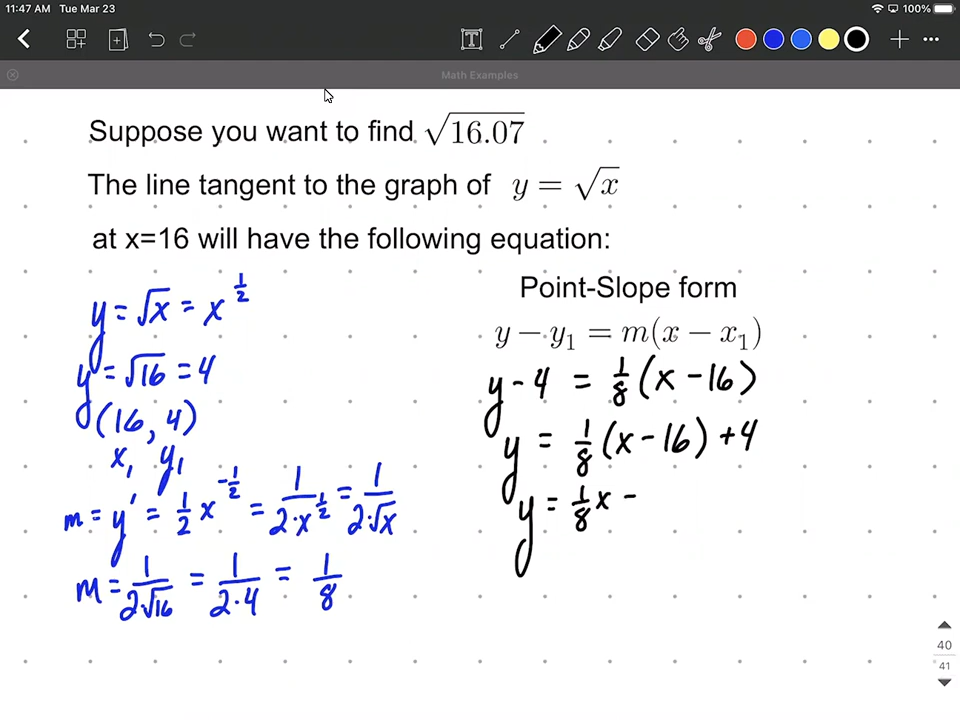 11:47 AM Tue Mar 23
100%
Math Examples
Suppose you want to find √16.07
The line tangent to the graph of y = √x
at x=16 will have the following equation:
y = √x = x^(1/2)
y = √16 = 4
(16, 4)
x₁ y₁
m = y' = 1/2 x^(-1/2) = 1/(2·x^(1/2)) = 1/(2·√x)
m = 1/(2·√16) = 1/(2·4) = 1/8
Point-Slope form
y − y₁ = m(x − x₁)
y - 4 = 1/8 (x - 16)
y = 1/8 (x - 16) + 4
y = 1/8 x -
40
41